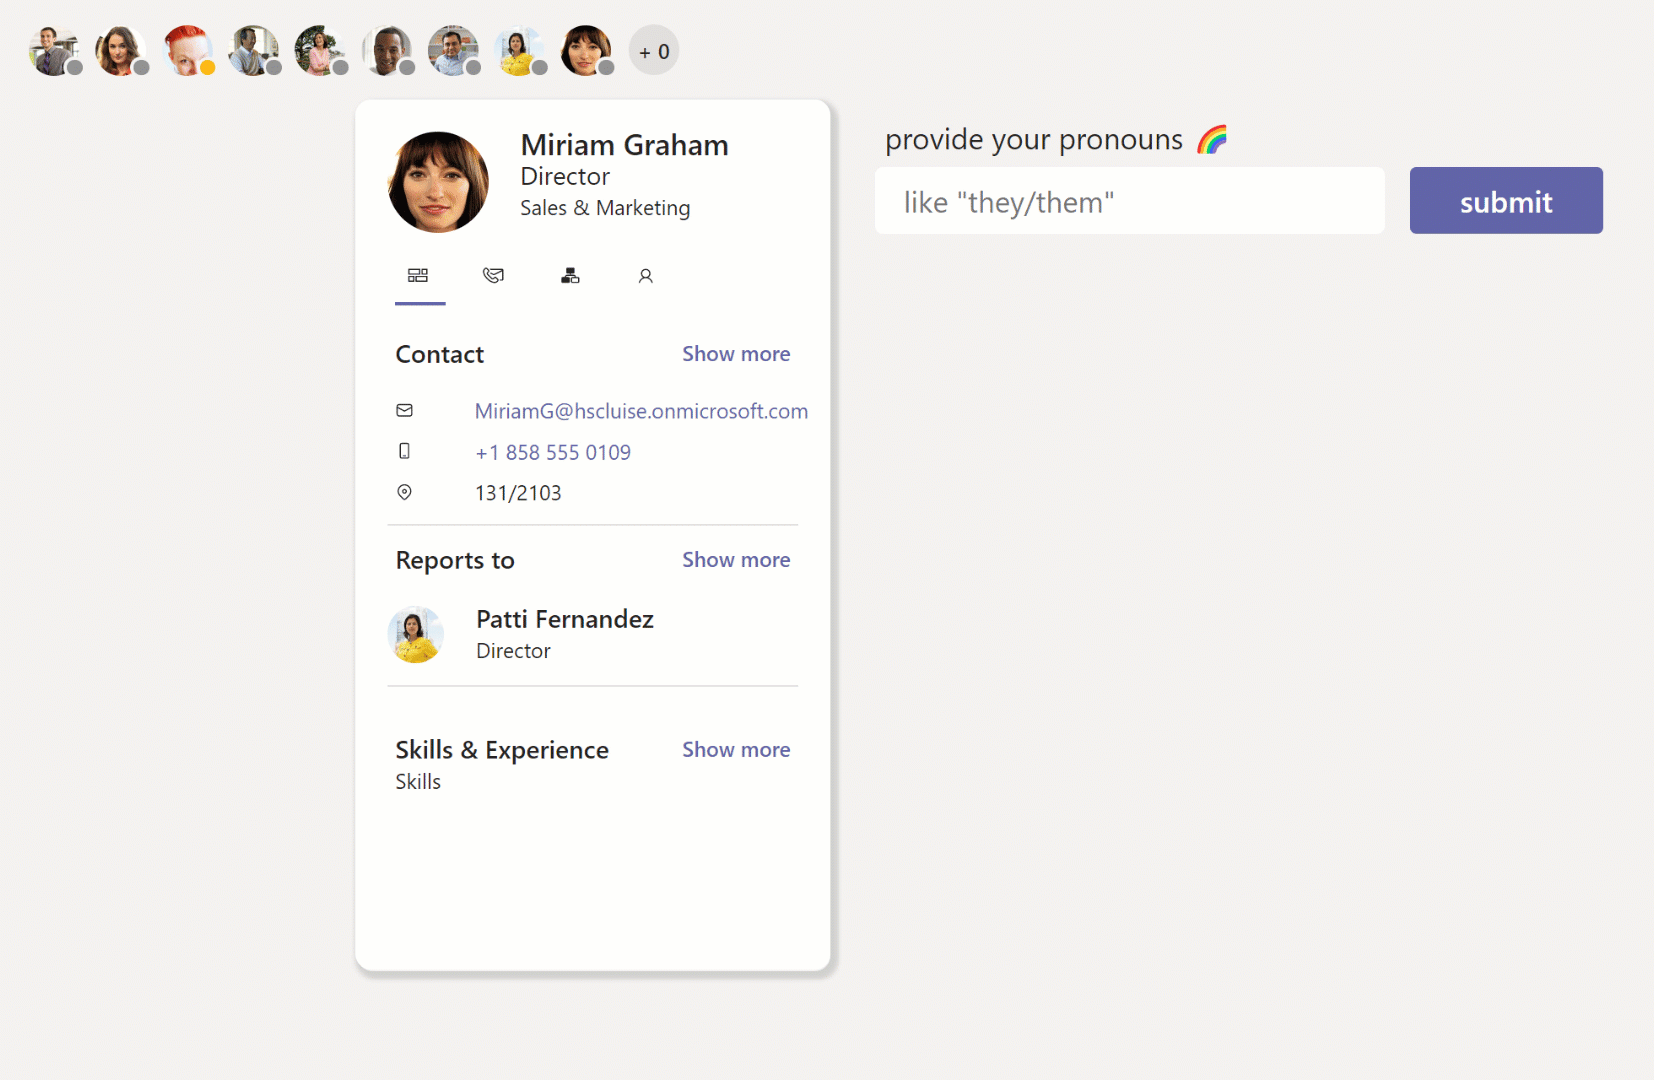 + 0
Miriam Graham
Director
Sales & Marketing
Contact
Show more
MiriamG@hscluise.onmicrosoft.com
+1 858 555 0109
131/2103
Reports to
Show more
Patti Fernandez
Director
Skills & Experience
Show more
Skills
provide your pronouns 🌈
like "they/them"
submit